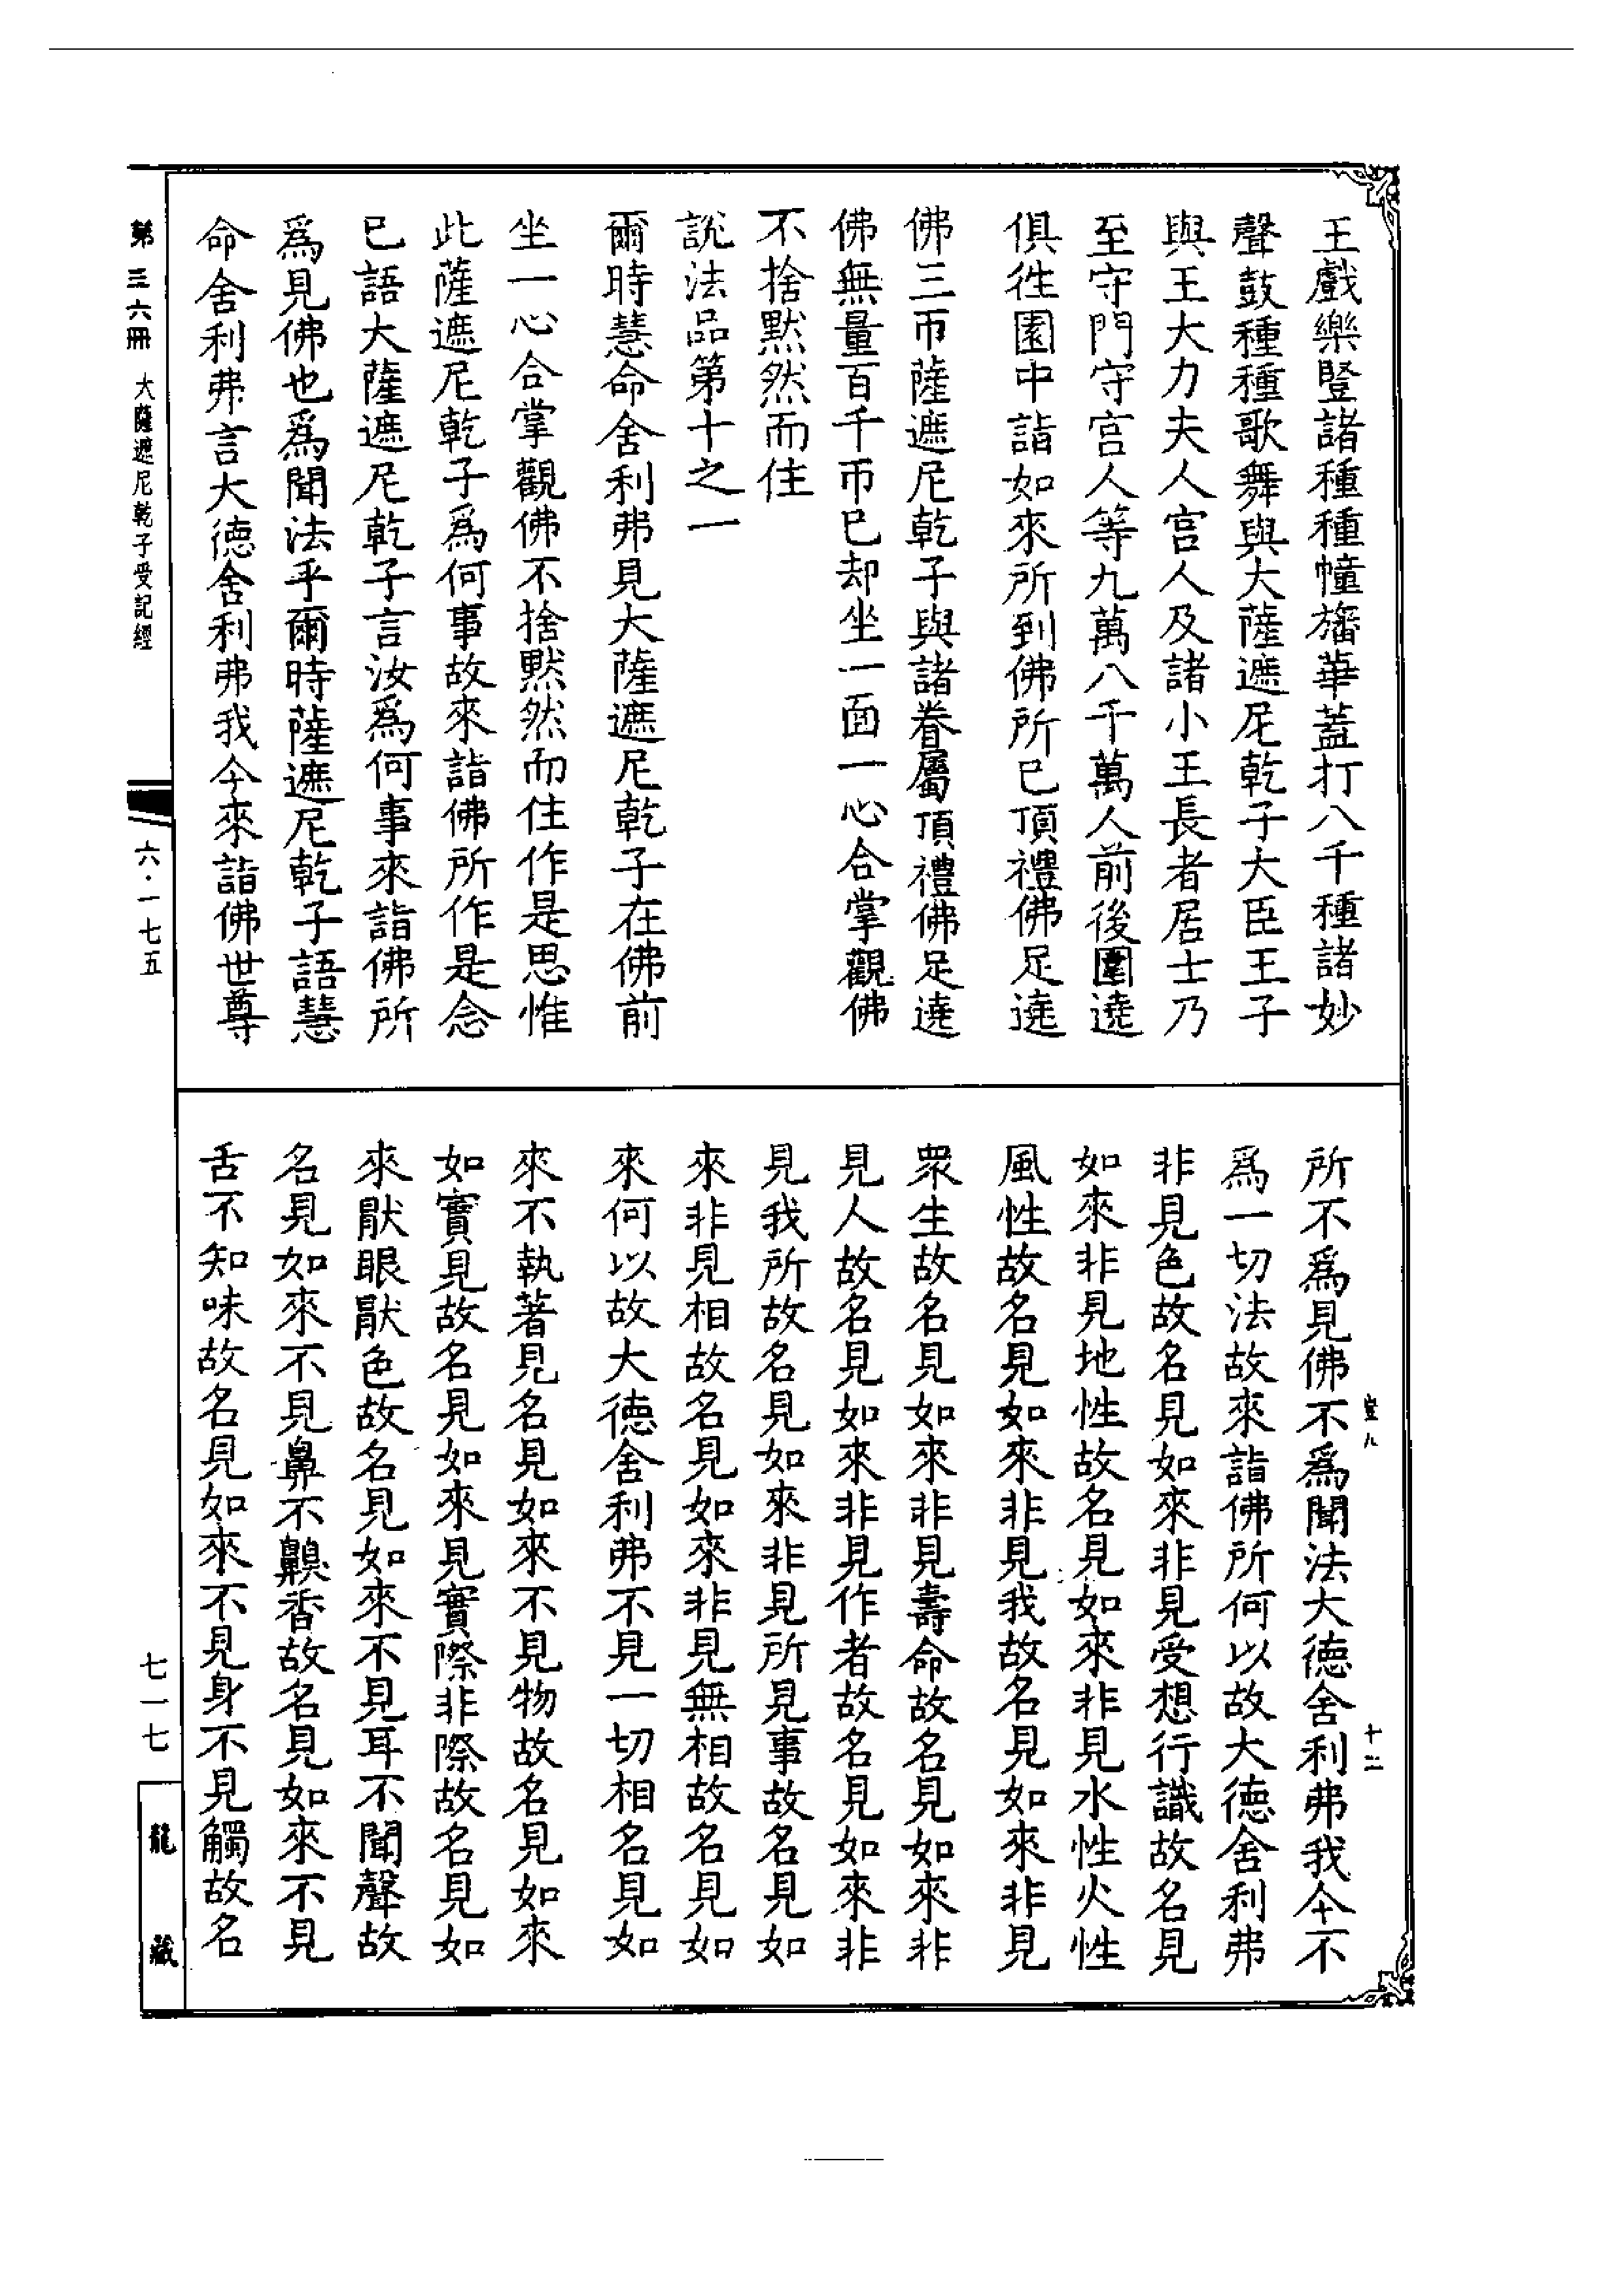 王戲樂豎諸種種幢旛華蓋打八千種諸妙
聲鼓種種歌舞與大薩遮尼乾子大臣王子
與王大力夫人宮人及諸小王長者居士乃
至守門守宮人等九萬八千萬人前後圍遶
俱往園中詣如來所到佛所已頂禮佛足遶
佛三帀薩遮尼乾子與諸眷屬頂禮佛足遶
佛無量百千帀已却坐一面一心合掌觀佛
不捨默然而住
說法品第十之一
爾時慧命舍利弗見大薩遮尼乾子在佛前
坐一心合掌觀佛不捨默然而住作是思惟
此薩遮尼乾子爲何事故來詣佛所作是念
已語大薩遮尼乾子言汝爲何事來詣佛所
爲見佛也爲聞法乎爾時薩遮尼乾子語慧
命舍利弗言大德舍利弗我今來詣佛世尊
所不爲見佛不爲聞法大德舍利弗我今不
爲一切法故來詣佛所何以故大德舍利弗
非見色故名見如來非見受想行識故名見
如來非見地性故名見如來非見水性火性
風性故名見如來非見我故名見如來非見
眾生故名見如來非見壽命故名見如來非
見人故名見如來非見作者故名見如來非
見我所故名見如來非見所見事故名見如
來非見相故名見如來非見無相故名見如
來何以故大德舍利弗不見一切相名見如
來不執著見名見如來不見物故名見如來
如實見故名見如來見實際非際故名見如
來猒眼猒色故名見如來不見耳不聞聲故
名見如來不見鼻不齅香故名見如來不見
舌不知味故名見如來不見身不見觸故名
壹八
十二
第三六冊 大薩遮尼乾子受記經
六·一七五
七一七
龍藏